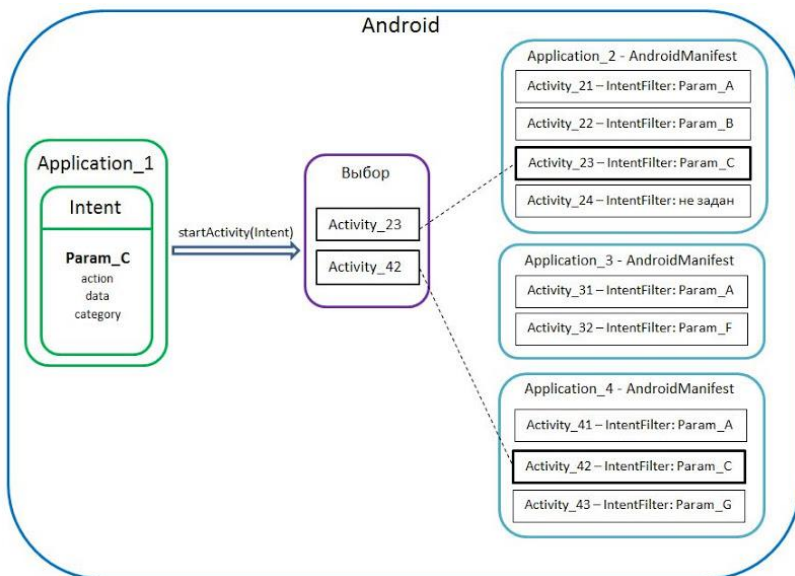 Android
Application_1
Intent
Param_C
action
data
category
startActivity(Intent)
Выбор
Activity_23
Activity_42
Application_2 - AndroidManifest
Activity_21 – IntentFilter: Param_A
Activity_22 – IntentFilter: Param_B
Activity_23 – IntentFilter: Param_C
Activity_24 – IntentFilter: не задан
Application_3 - AndroidManifest
Activity_31 – IntentFilter: Param_A
Activity_32 – IntentFilter: Param_F
Application_4 - AndroidManifest
Activity_41 – IntentFilter: Param_A
Activity_42 – IntentFilter: Param_C
Activity_43 – IntentFilter: Param_G